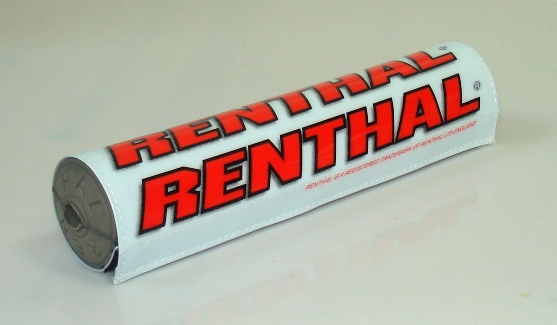 RENTHAL ®
RENTHAL ®
RENTHAL IS A REGISTERED TRADEMARK OF RENTHAL LTD ENGLAND